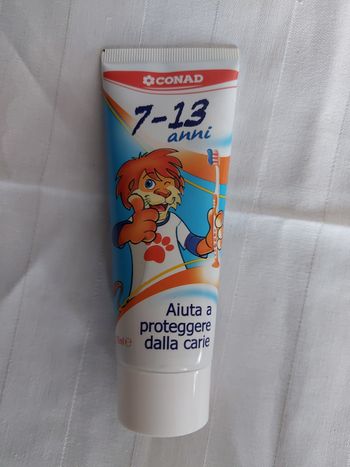 CONAD
7-13
anni
Aiuta a
proteggere
dalla carie